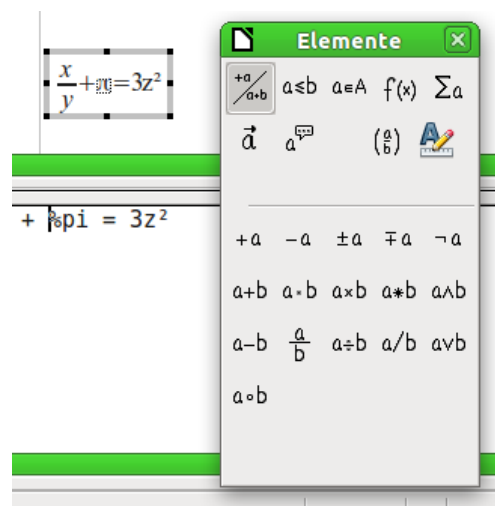 Elemente
x/y+π=3z²
+a/a+b a≤b a∈A f(x) Σa
a⃗ a (a/b) A
+ %pi = 3z²
+a −a ±a ∓a ¬a
a+b a·b a×b a∗b a∧b
a−b a/b a÷b a/b a∨b
a∘b